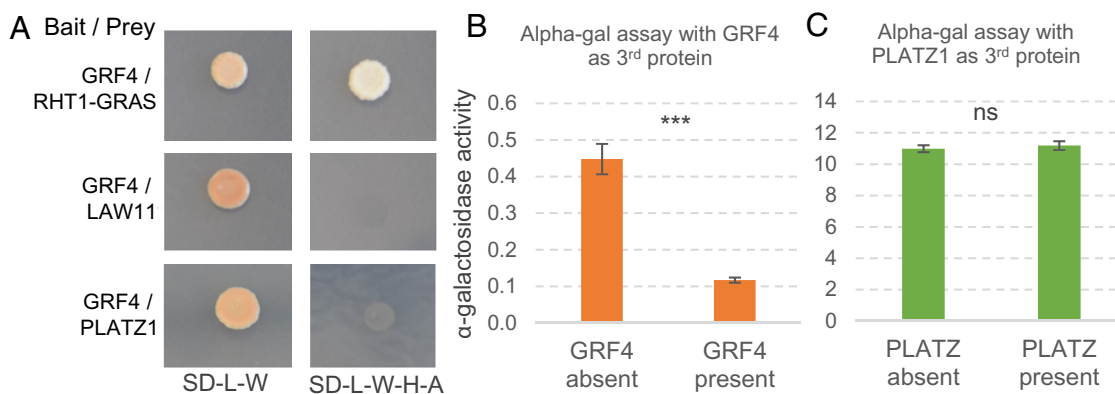 A
Bait / Prey
GRF4 /
RHT1-GRAS
GRF4 /
LAW11
GRF4 /
PLATZ1
SD-L-W
SD-L-W-H-A
B
Alpha-gal assay with GRF4
as 3rd protein
α-galactosidase activity
0.6
0.5
0.4
0.3
0.2
0.1
0.0
***
GRF4
absent
GRF4
present
C
Alpha-gal assay with
PLATZ1 as 3rd protein
14
12
10
8
6
4
2
0
ns
PLATZ
absent
PLATZ
present